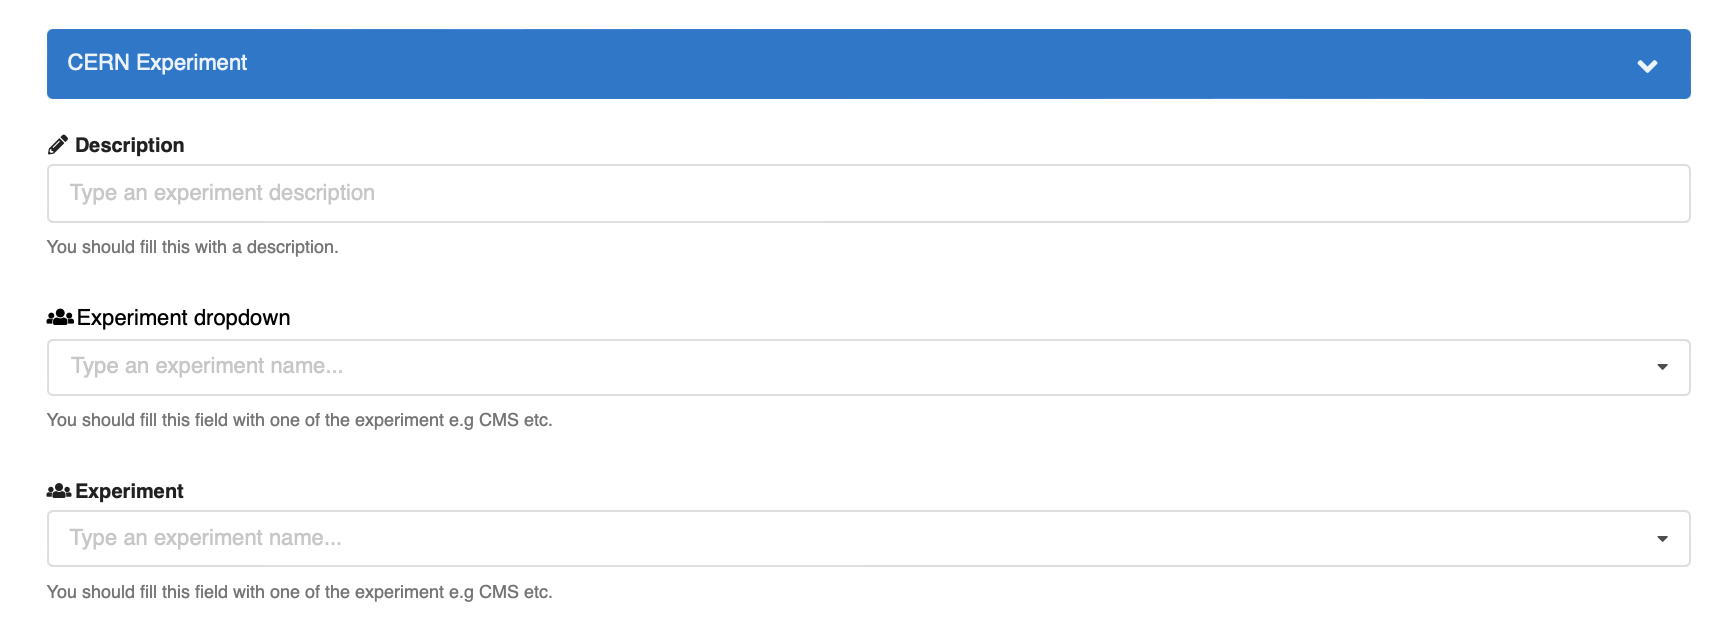 CERN Experiment
Description
Type an experiment description
You should fill this with a description.
Experiment dropdown
Type an experiment name...
You should fill this field with one of the experiment e.g CMS etc.
Experiment
Type an experiment name...
You should fill this field with one of the experiment e.g CMS etc.